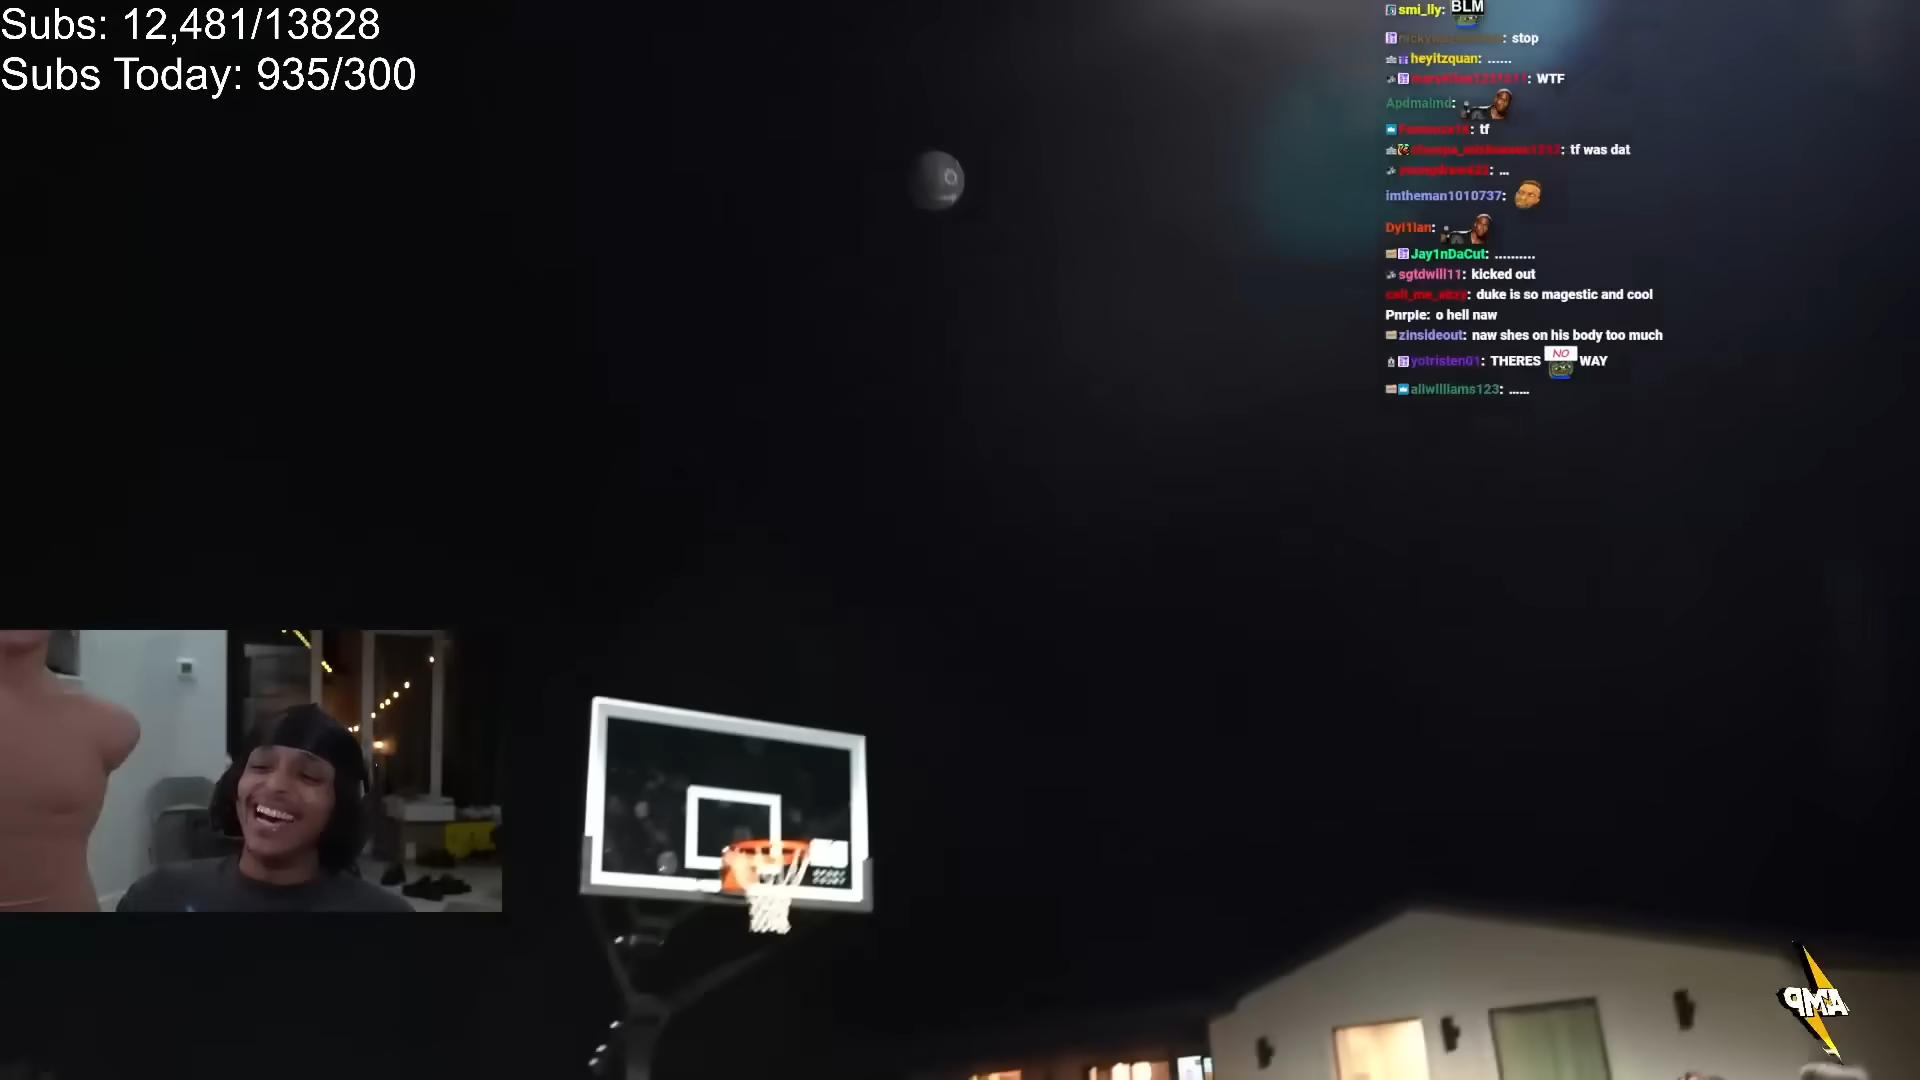 Subs: 12,481/13828
Subs Today: 935/300
smi_lly: BLM
: stop
heyitzquan: ......
: WTF
Apdmalmd:
: tf
: tf was dat
: ...
imtheman1010737:
Dyl1lan:
Jay1nDaCut: ..........
sgtdwill11: kicked out
: duke is so magestic and cool
Pnrple: o hell naw
zinsideout: naw shes on his body too much
yotristen01: THERES NO WAY
aliwilliams123: ......
AMP